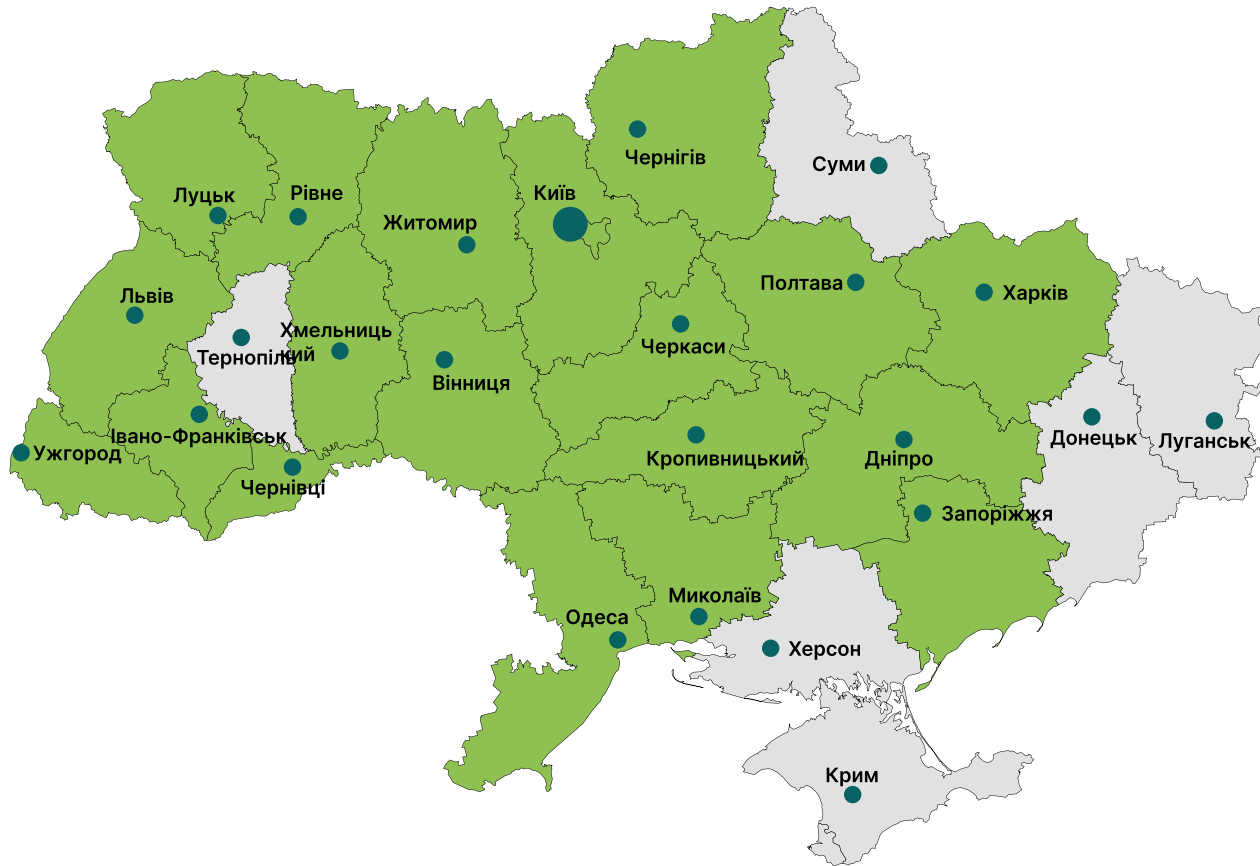 Чернігів
Суми
Луцьк
Рівне
Київ
Житомир
Полтава
Харків
Львів
Хмельниць
кий
Тернопіль
Черкаси
Вінниця
Івано-Франківськ
Ужгород
Чернівці
Кропивницький
Дніпро
Донецьк
Луганськ
Запоріжжя
Миколаїв
Одеса
Херсон
Крим